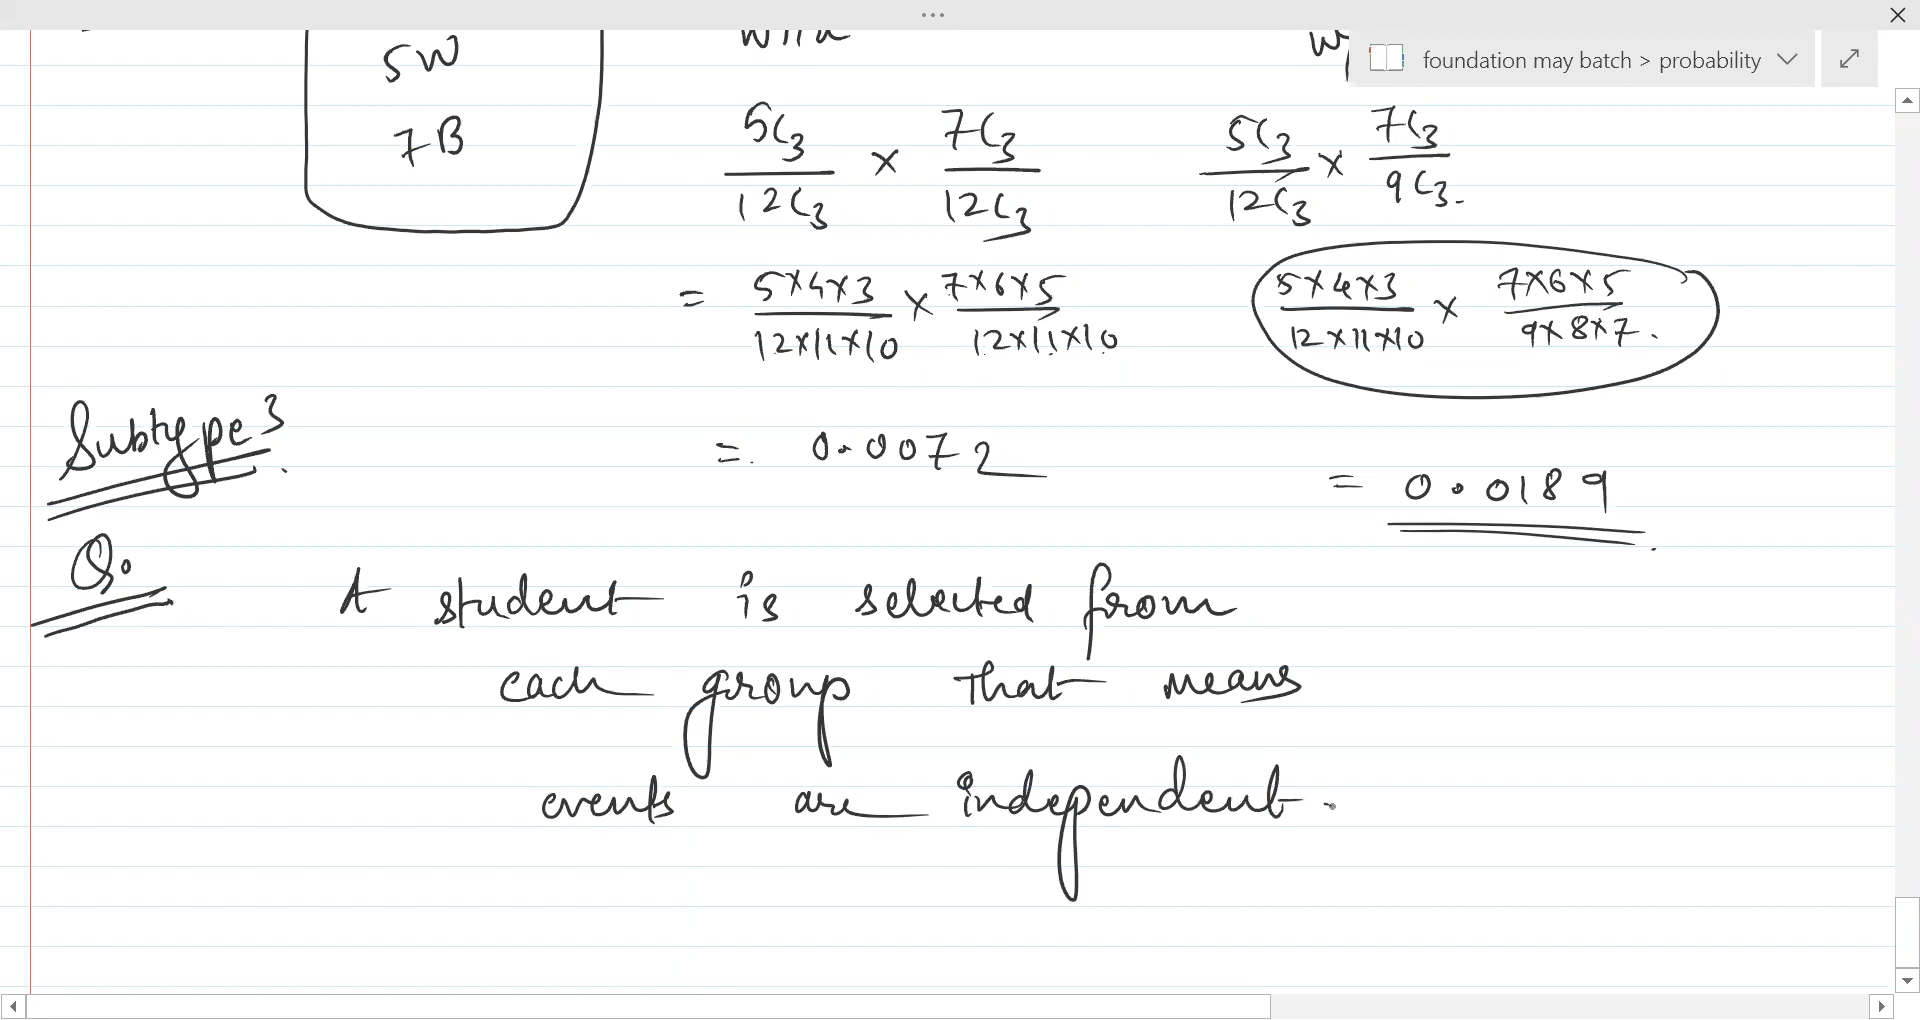 foundation may batch > probability
5W
7B
5C3/12C3 × 7C3/12C3
5C3/12C3 × 7C3/9C3.
= 5×4×3/12×11×10 × 7×6×5/12×11×10
5×4×3/12×11×10 × 7×6×5/9×8×7.
Subtype 3.
= 0.0072
= 0.0189
Q.
A student is selected from
each group that means
events are independent.